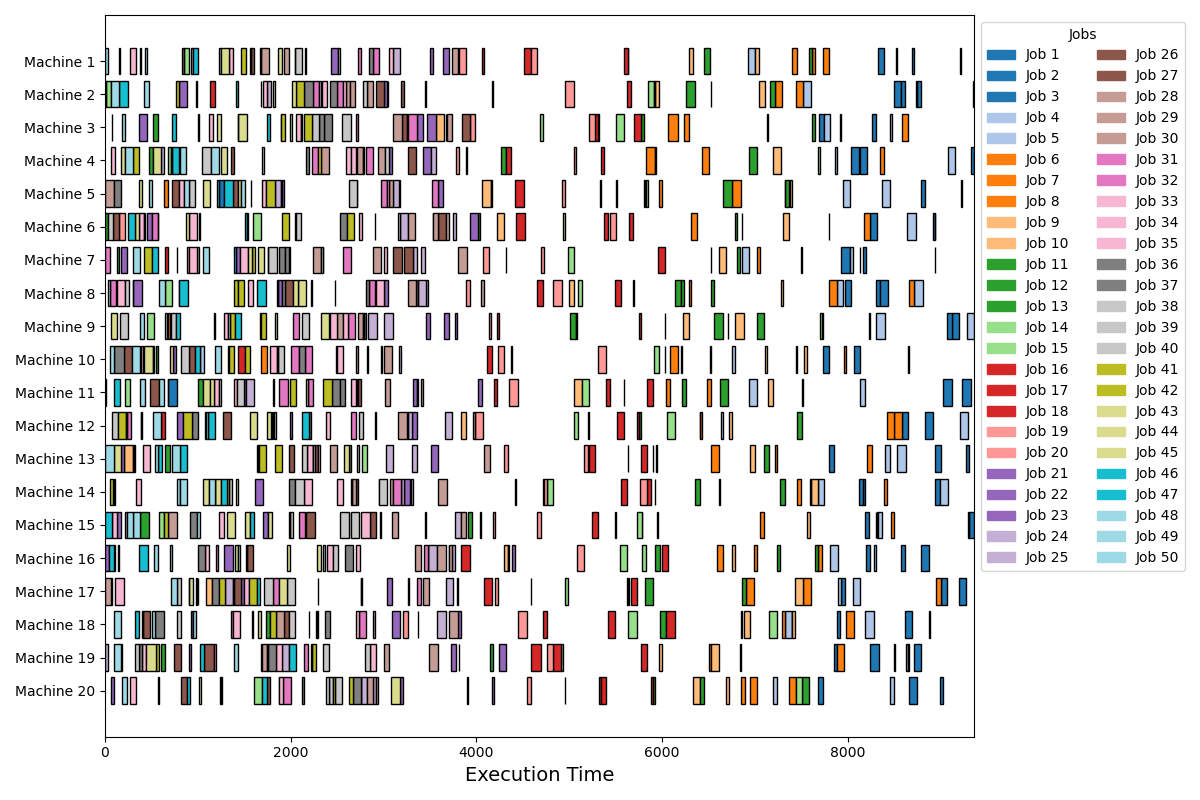 Machine 1
Machine 2
Machine 3
Machine 4
Machine 5
Machine 6
Machine 7
Machine 8
Machine 9
Machine 10
Machine 11
Machine 12
Machine 13
Machine 14
Machine 15
Machine 16
Machine 17
Machine 18
Machine 19
Machine 20
0 2000 4000 6000 8000
Execution Time
Jobs
Job 1 Job 26
Job 2 Job 27
Job 3 Job 28
Job 4 Job 29
Job 5 Job 30
Job 6 Job 31
Job 7 Job 32
Job 8 Job 33
Job 9 Job 34
Job 10 Job 35
Job 11 Job 36
Job 12 Job 37
Job 13 Job 38
Job 14 Job 39
Job 15 Job 40
Job 16 Job 41
Job 17 Job 42
Job 18 Job 43
Job 19 Job 44
Job 20 Job 45
Job 21 Job 46
Job 22 Job 47
Job 23 Job 48
Job 24 Job 49
Job 25 Job 50